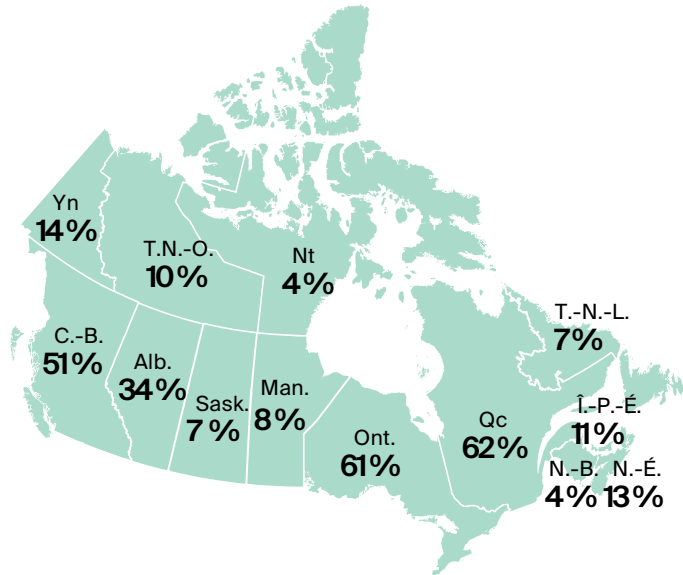 Yn
14%
T.N.-O.
10%
Nt
4%
C.-B.
51%
Alb.
34%
Sask.
7%
Man.
8%
Ont.
61%
Qc
62%
T.-N.-L.
7%
Î.-P.-É.
11%
N.-B.
4%
N.-É.
13%